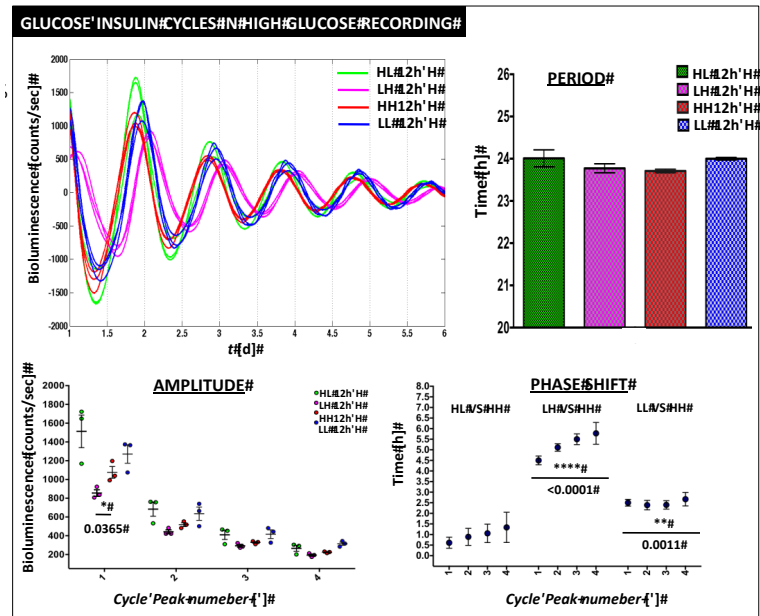 GLUCOSE'INSULIN#CYCLES#N#HIGH#GLUCOSE#RECORDING#
HL#12h'H#
LH#12h'H#
HH12h'H#
LL##12h'H#
2000
1500
1000
500
0
-500
-1000
-1500
-2000
Bioluminescence#[counts/sec]##
1 1.5 2 2.5 3 3.5 4 4.5 5 5.5 6
t#[d]#
PERIOD#
HL#12h'H#
LH#12h'H#
HH12h'H#
LL##12h'H#
26
25
24
23
22
21
20
Time#[h]#
AMPLITUDE#
HL#12h'H#
LH#12h'H#
HH#12h'H#
LL##12h'H#
2000
1800
1600
1400
1200
1000
800
600
400
200
Bioluminescence#[counts/sec]##
*#
0.0365#
1 2 3 4
Cycle'Peak+numeber+[']#
PHASE#SHIFT#
HL#VS#HH# LH#VS#HH# LL#VS#HH#
8.0
7.5
7.0
6.5
6.0
5.5
5.0
4.5
4.0
3.5
3.0
2.5
2.0
1.5
1.0
0.5
0.0
Time#[h]#
****#
<0.0001#
**#
0.0011#
1 2 3 4 1 2 3 4 1 2 3 4
Cycle'Peak+numeber+[']#